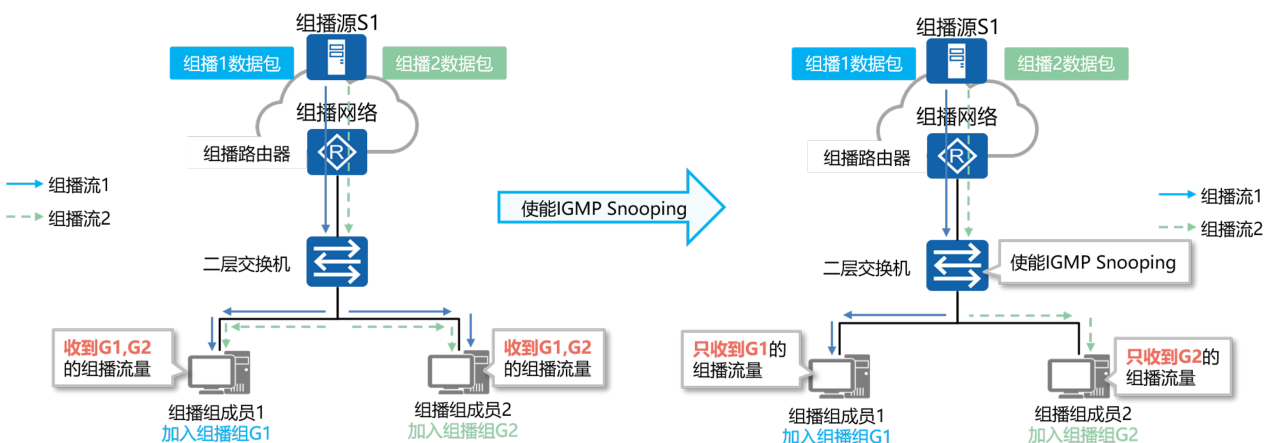 组播源S1
组播1数据包
组播2数据包
组播网络
R
组播路由器
组播流1
组播流2
二层交换机
收到G1,G2
的组播流量
收到G1,G2
的组播流量
组播组成员1
加入组播组G1
组播组成员2
加入组播组G2
使能IGMP Snooping
组播源S1
组播1数据包
组播2数据包
组播网络
R
组播路由器
组播流1
组播流2
二层交换机
使能IGMP Snooping
只收到G1的
组播流量
只收到G2的
组播流量
组播组成员1
加入组播组G1
组播组成员2
加入组播组G2